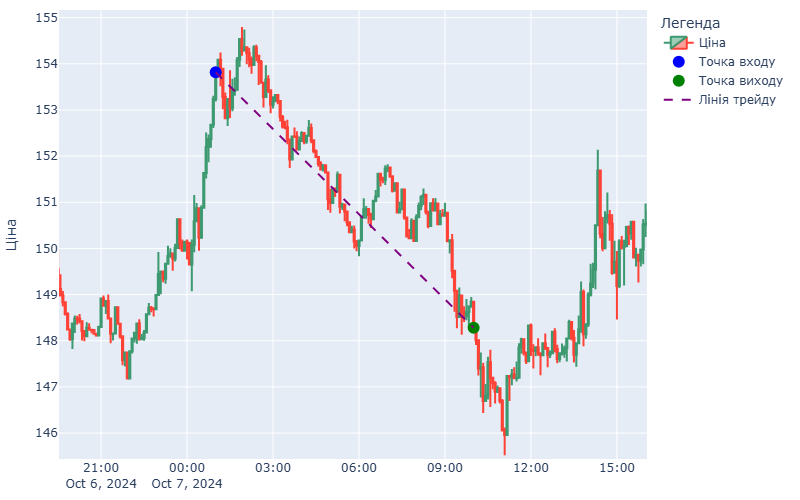 Легенда
Ціна
Точка входу
Точка виходу
Лінія трейду
Ціна
155
154
153
152
151
150
149
148
147
146
21:00
00:00
03:00
06:00
09:00
12:00
15:00
Oct 6, 2024
Oct 7, 2024